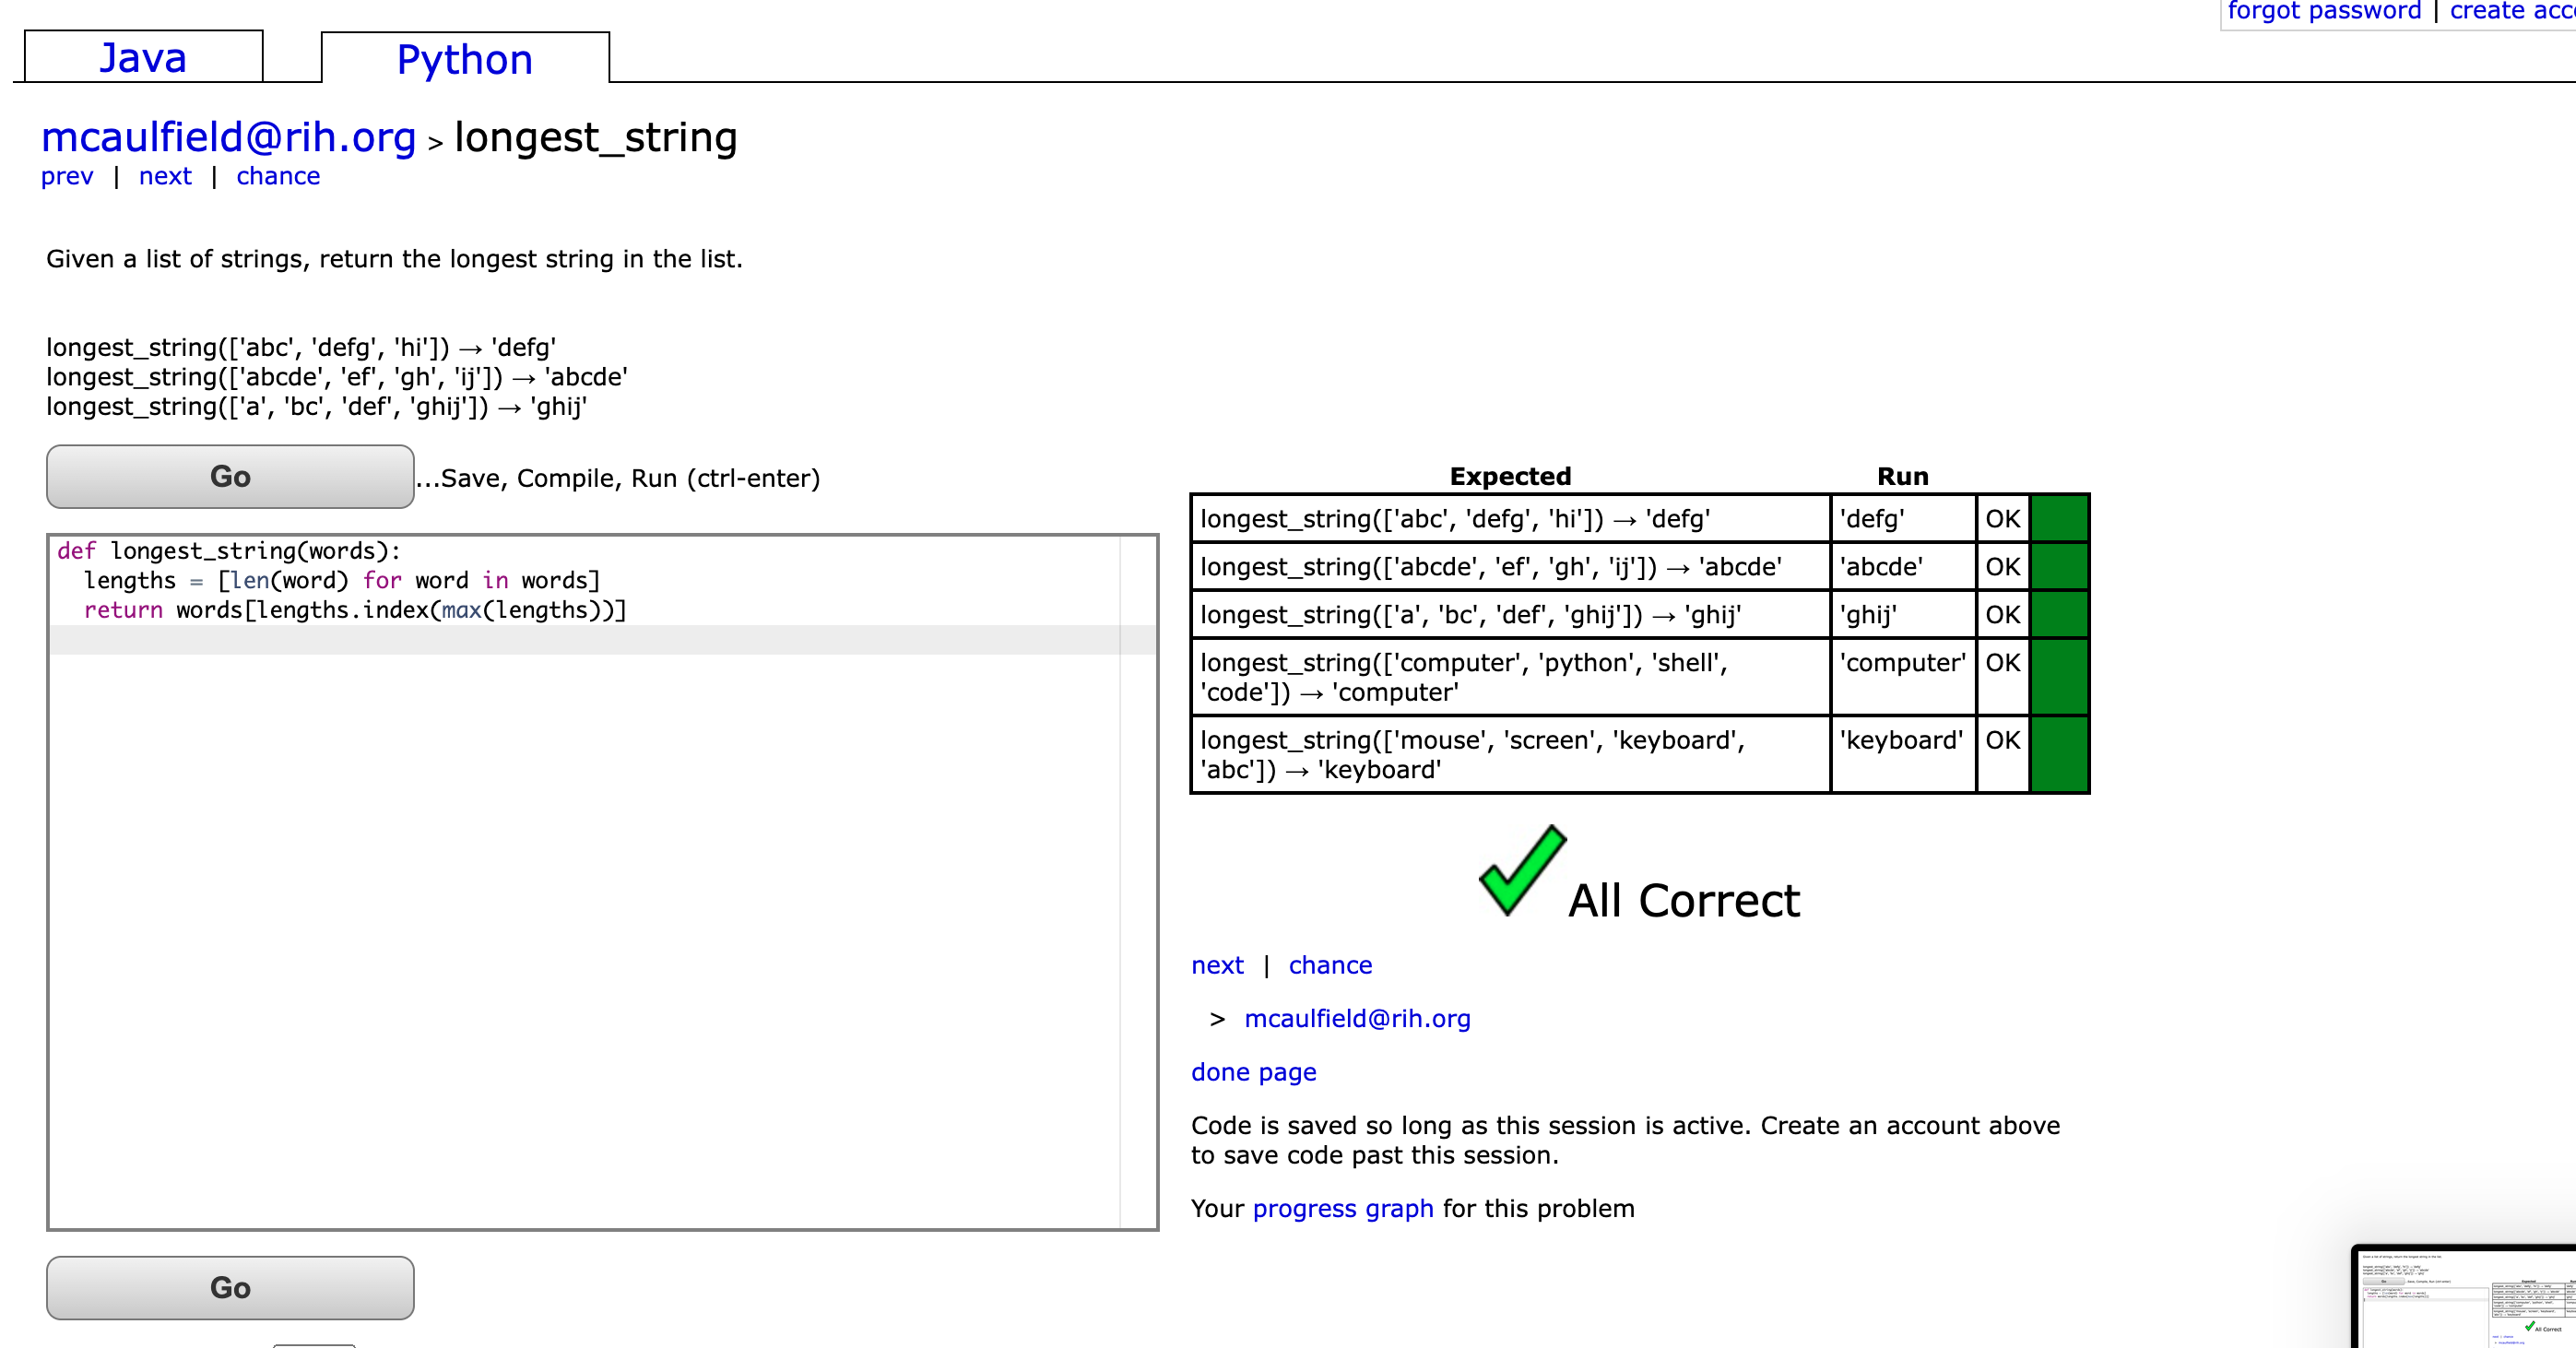 forgot password | create acc
Java
Python
mcaulfield@rih.org > longest_string
prev | next | chance
Given a list of strings, return the longest string in the list.
longest_string(['abc', 'defg', 'hi']) → 'defg'
longest_string(['abcde', 'ef', 'gh', 'ij']) → 'abcde'
longest_string(['a', 'bc', 'def', 'ghij']) → 'ghij'
Go
...Save, Compile, Run (ctrl-enter)
def longest_string(words):
  lengths = [len(word) for word in words]
  return words[lengths.index(max(lengths))]
Go
Expected Run
longest_string(['abc', 'defg', 'hi']) → 'defg' 'defg' OK
longest_string(['abcde', 'ef', 'gh', 'ij']) → 'abcde' 'abcde' OK
longest_string(['a', 'bc', 'def', 'ghij']) → 'ghij' 'ghij' OK
longest_string(['computer', 'python', 'shell', 'computer' OK
'code']) → 'computer'
longest_string(['mouse', 'screen', 'keyboard', 'keyboard' OK
'abc']) → 'keyboard'
All Correct
next | chance
> mcaulfield@rih.org
done page
Code is saved so long as this session is active. Create an account above
to save code past this session.
Your progress graph for this problem
All Correct